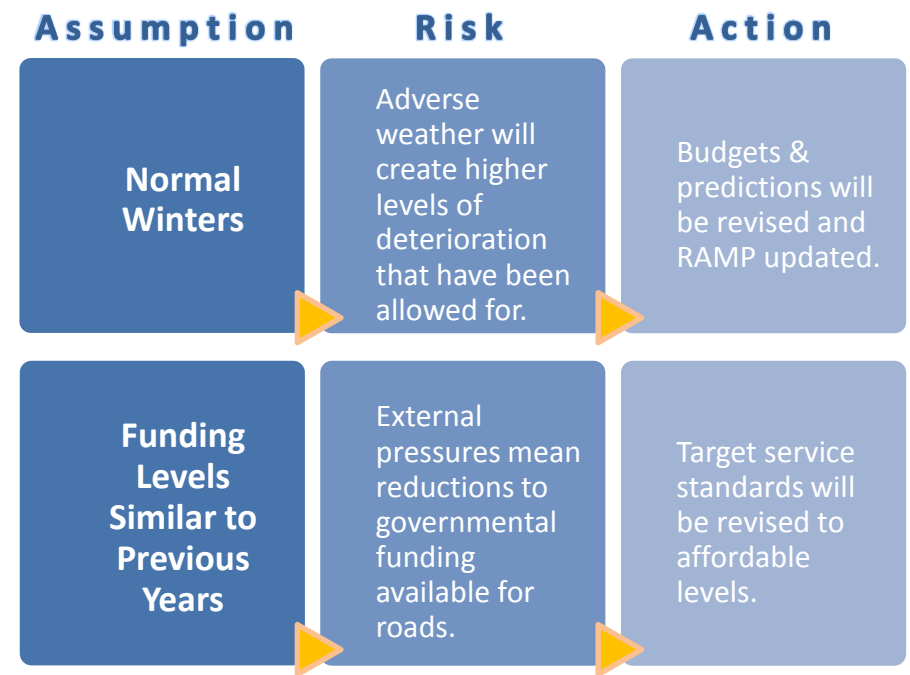 Assumption Risk Action
Normal
Winters
Adverse
weather will
create higher
levels of
deterioration
that have been
allowed for.
Budgets &
predictions will
be revised and
RAMP updated.
Funding
Levels
Similar to
Previous
Years
External
pressures mean
reductions to
governmental
funding
available for
roads.
Target service
standards will
be revised to
affordable
levels.